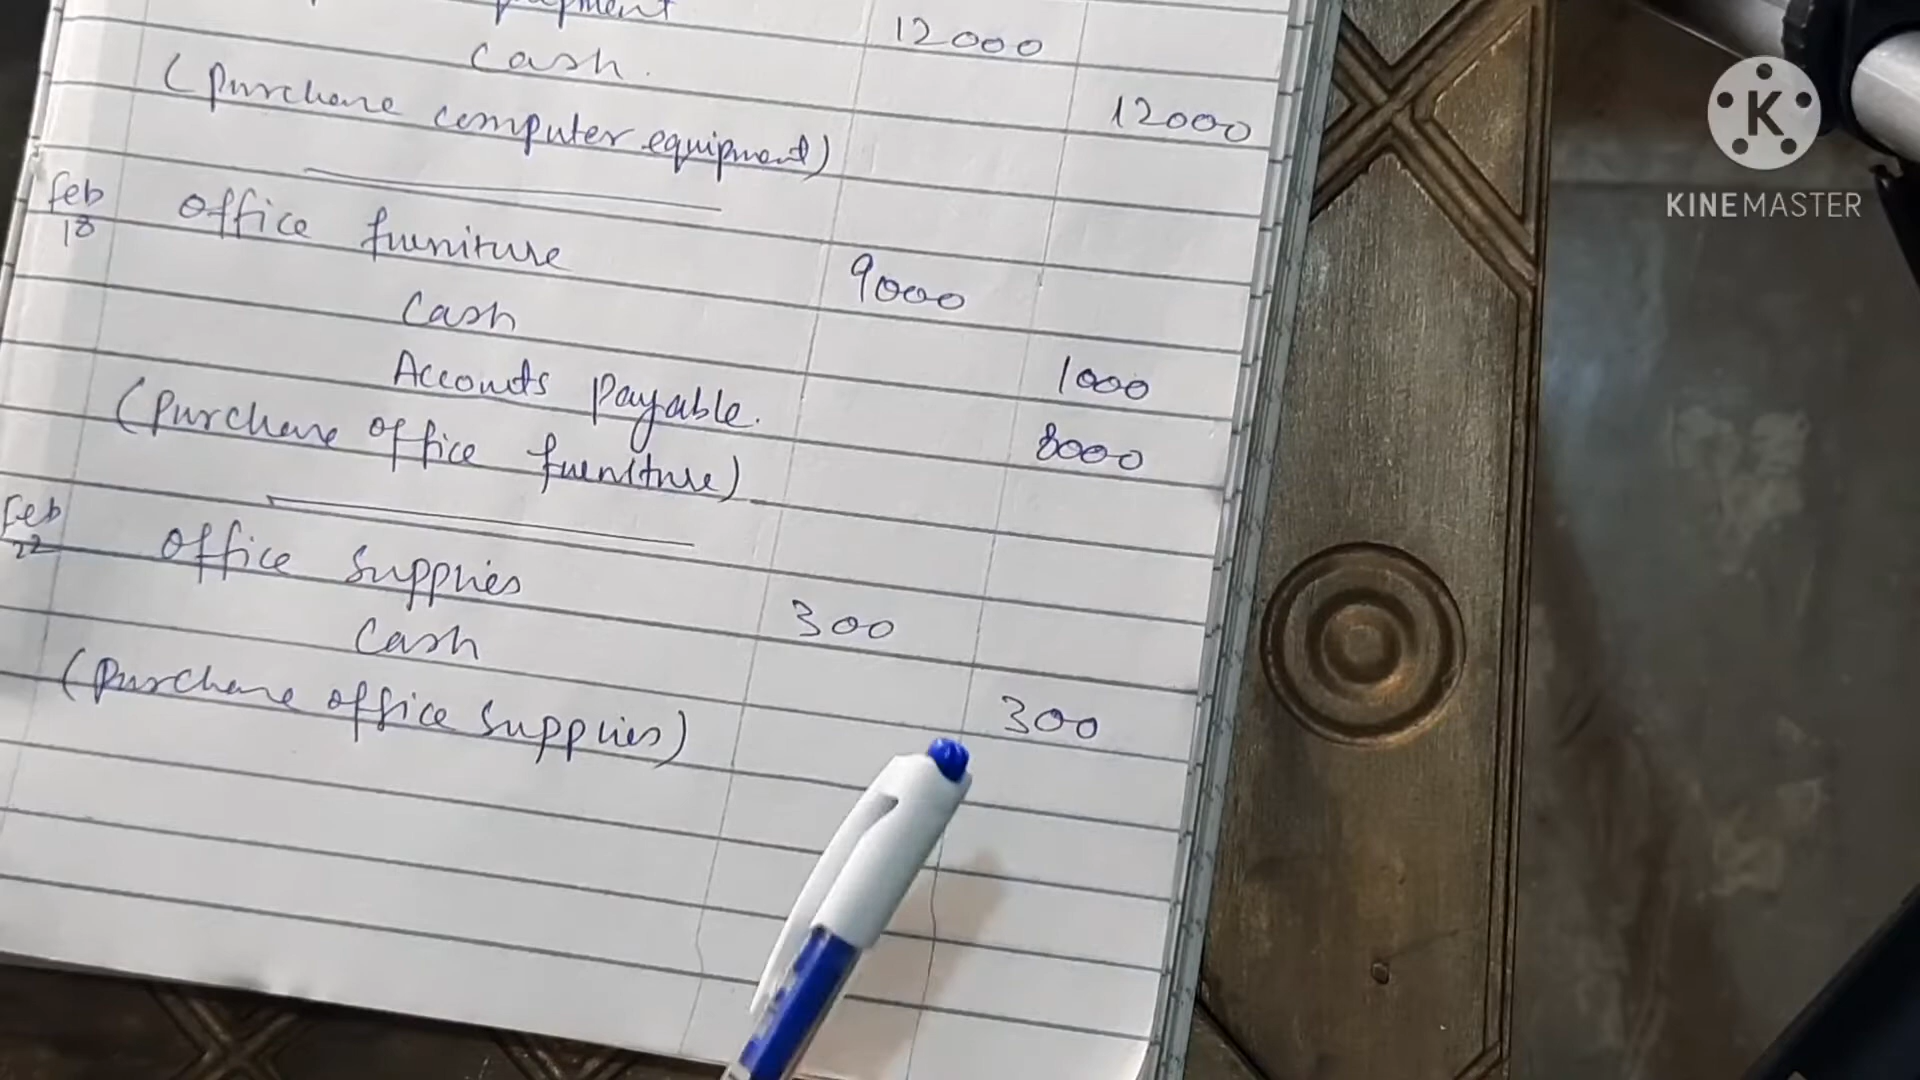 12000
Cash.
12000
(purchase computer equipment)
Feb 18 Office furniture 9000
Cash 1000
Accounts Payable. 8000
(purchase office furniture)
Feb 22 Office Supplies 300
Cash 300
(purchase office supplies)
K
KINEMASTER